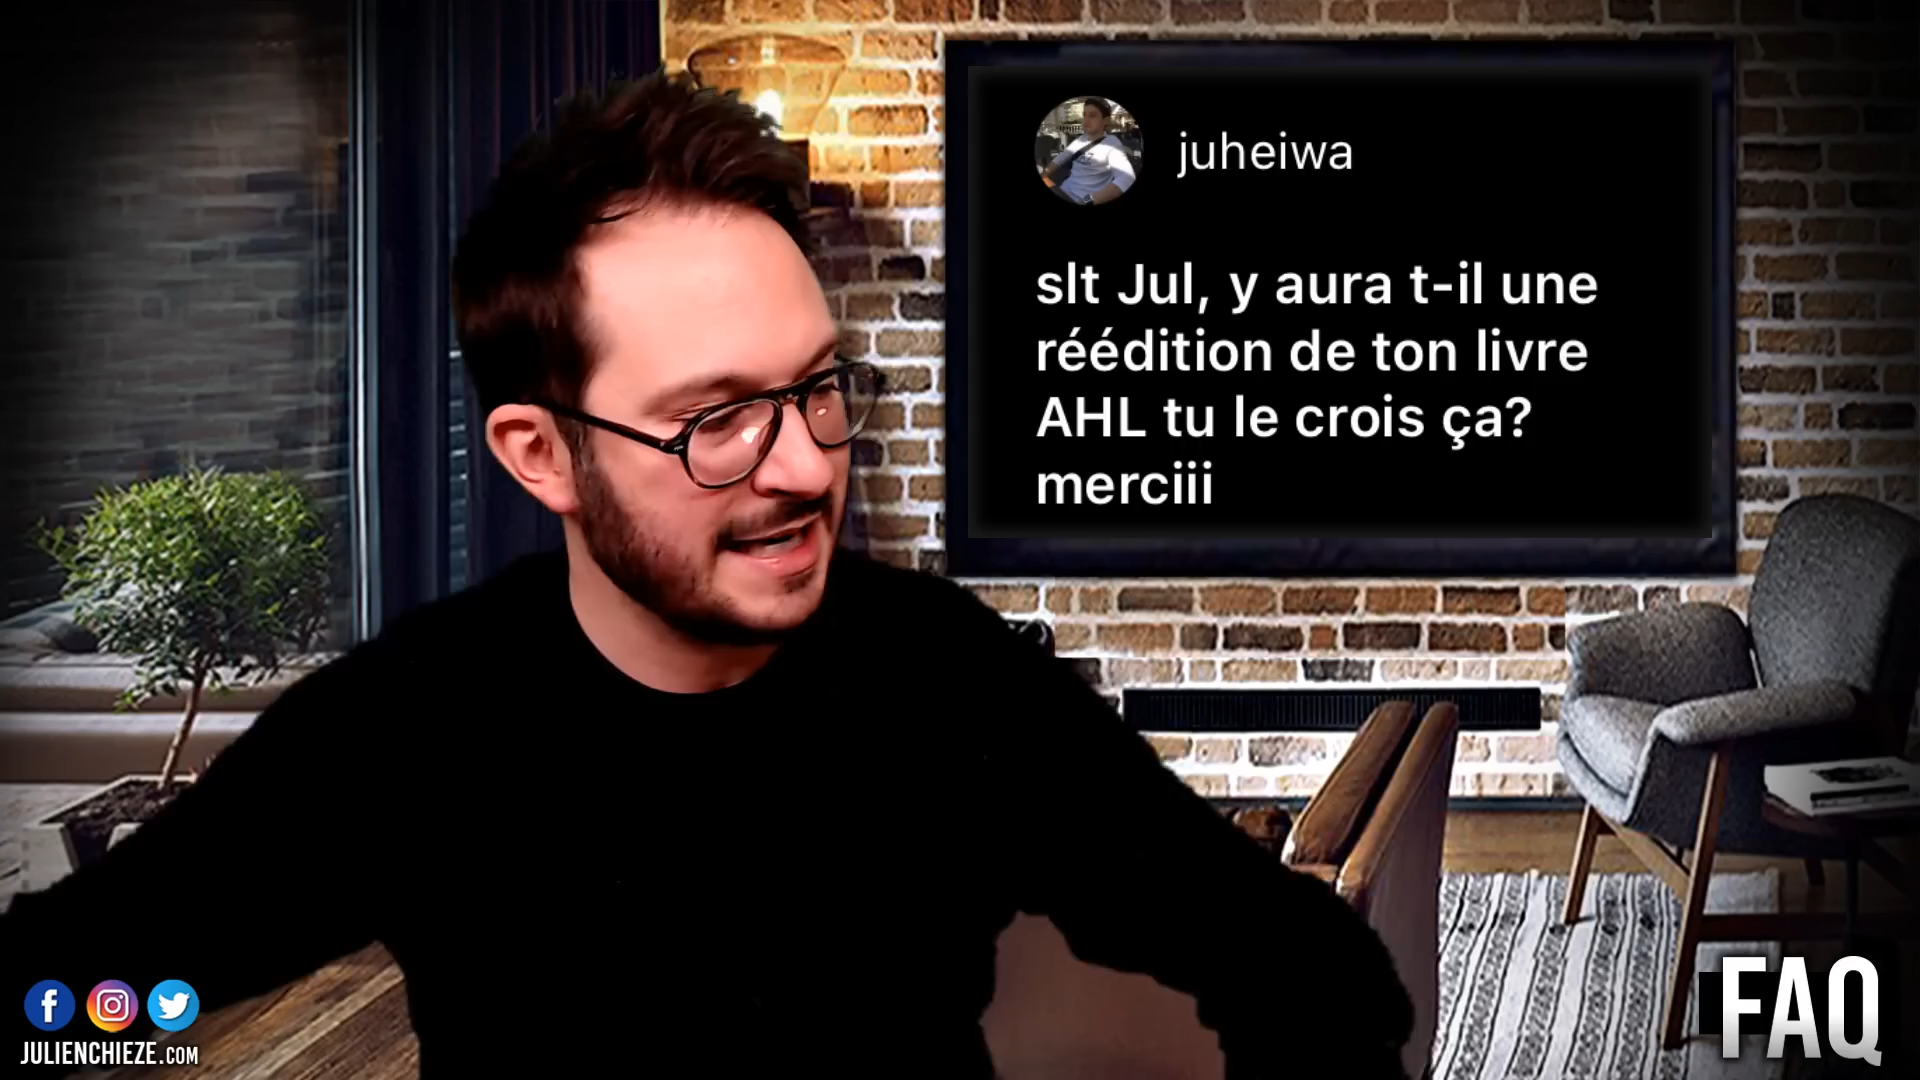 juheiwa
slt Jul, y aura t-il une
réédition de ton livre
AHL tu le crois ça?
merciii
JULIENCHIEZE.COM
FAQ